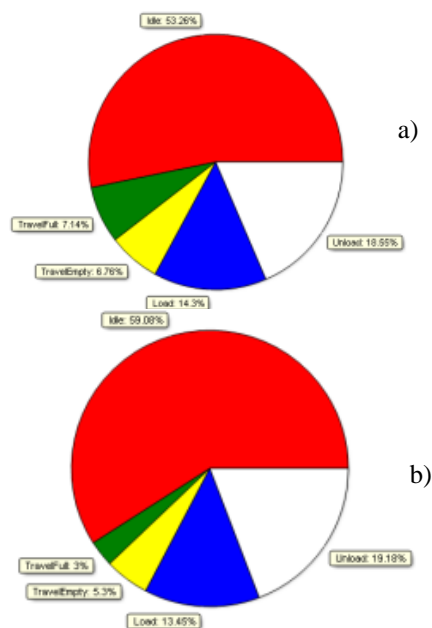 Idle: 53.26%
a)
TravelFull: 7.14%
Unload: 18.55%
TravelEmpty: 6.76%
Load: 14.3%
Idle: 59.08%
b)
Unload: 19.18%
TravelFull: 3%
TravelEmpty: 5.3%
Load: 13.45%